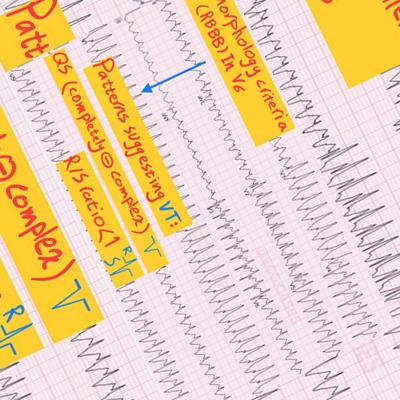 Patt
morphology criteria
(RBBB) In V6
Patterns suggesting VT:
QS (completely ⊖ complex)
R/S ratio <1 R S
⊖ complex)
R